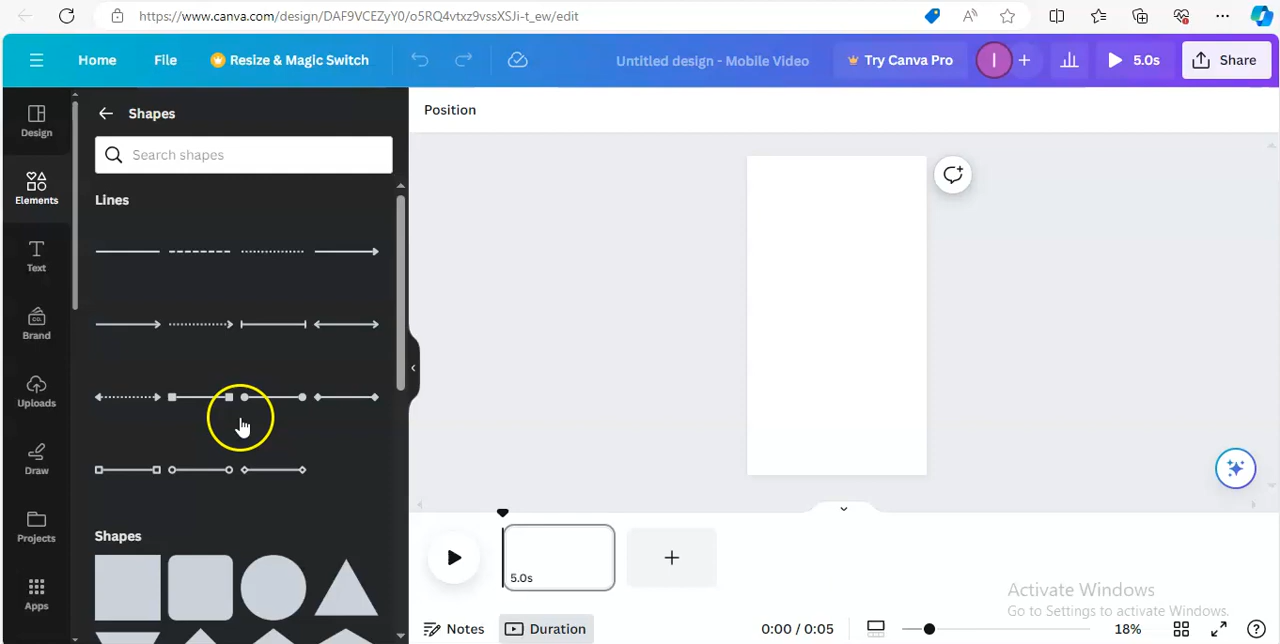 https://www.canva.com/design/DAF9VCEZyY0/o5RQ4vtxz9vssXSJi-t_ew/edit
Home File Resize & Magic Switch Untitled design - Mobile Video Try Canva Pro I 5.0s Share
Design
Elements
Text
Brand
Uploads
Draw
Projects
Apps
Shapes
Search shapes
Lines
Shapes
Position
5.0s
Activate Windows
Go to Settings to activate Windows.
Notes Duration 0:00 / 0:05 18%